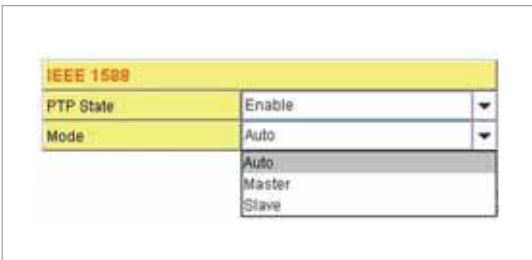 IEEE 1588
PTP State Enable
Mode Auto
Auto
Master
Slave